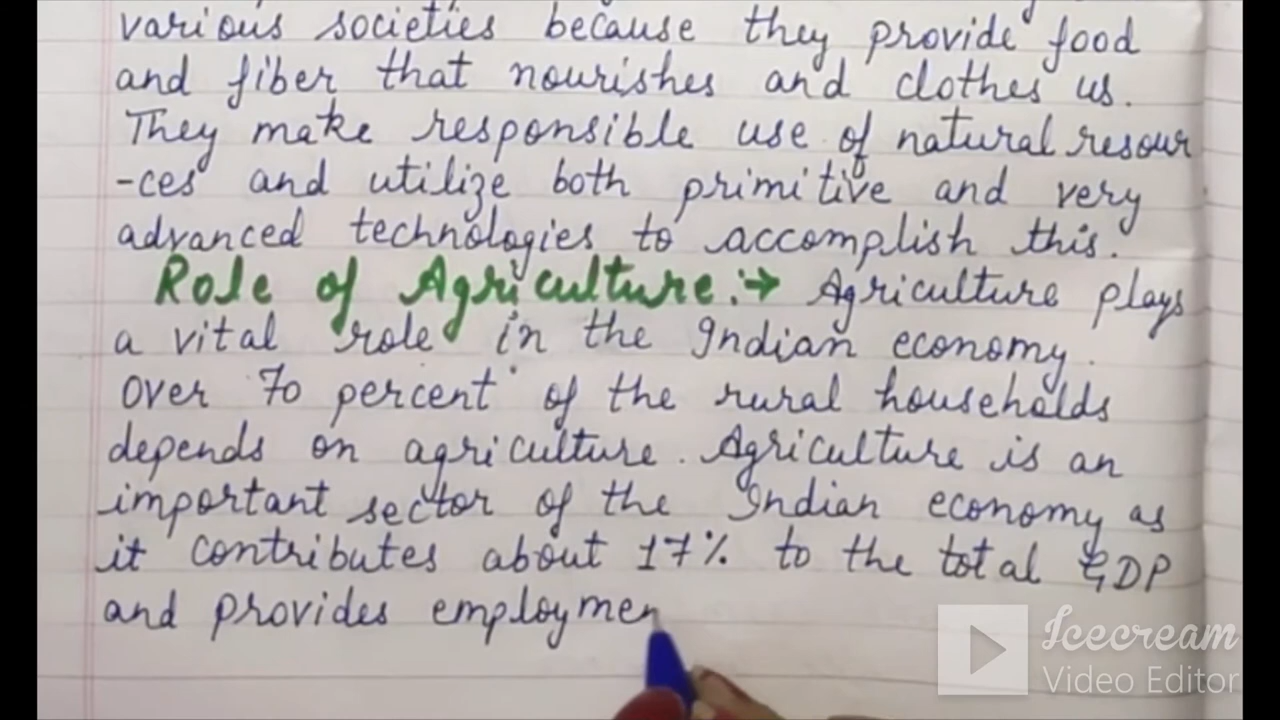 various societies because they provide food
and fiber that nourishes and clothes us.
They make responsible use of natural resour
-ces and utilize both primitive and very
advanced technologies to accomplish this.
Role of Agriculture:→ Agriculture plays
a vital role in the Indian economy.
Over 70 percent of the rural households
depends on agriculture. Agriculture is an
important sector of the Indian economy as
it contributes about 17% to the total GDP
and provides employmen
Icecream
Video Editor